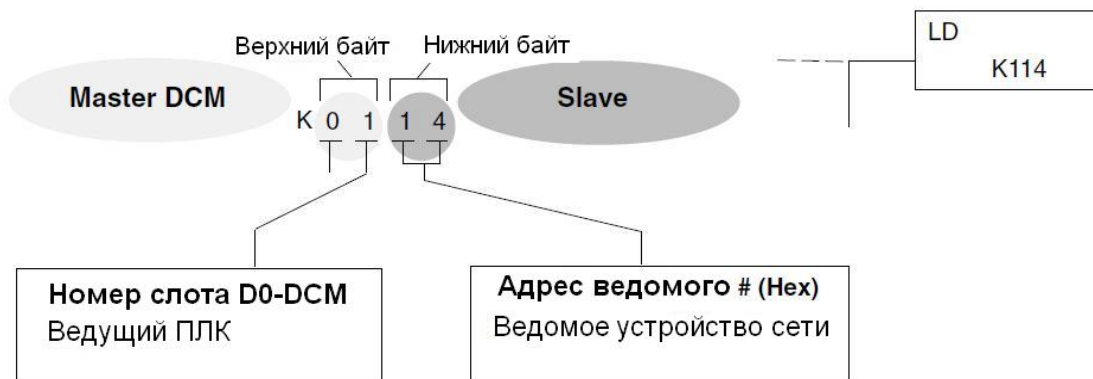 Верхний байт Нижний байт
Master DCM
K 0 1 1 4
Slave
LD
K114
Номер слота D0-DCM
Ведущий ПЛК
Адрес ведомого # (Hex)
Ведомое устройство сети